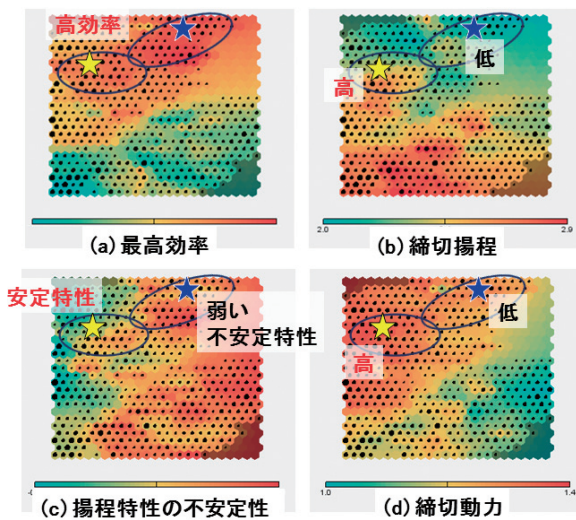 高効率
低
高
2.0
2.9
(a)最高効率
(b)締切揚程
安定特性
弱い
不安定特性
低
高
1.0
1.4
(c)揚程特性の不安定性
(d)締切動力